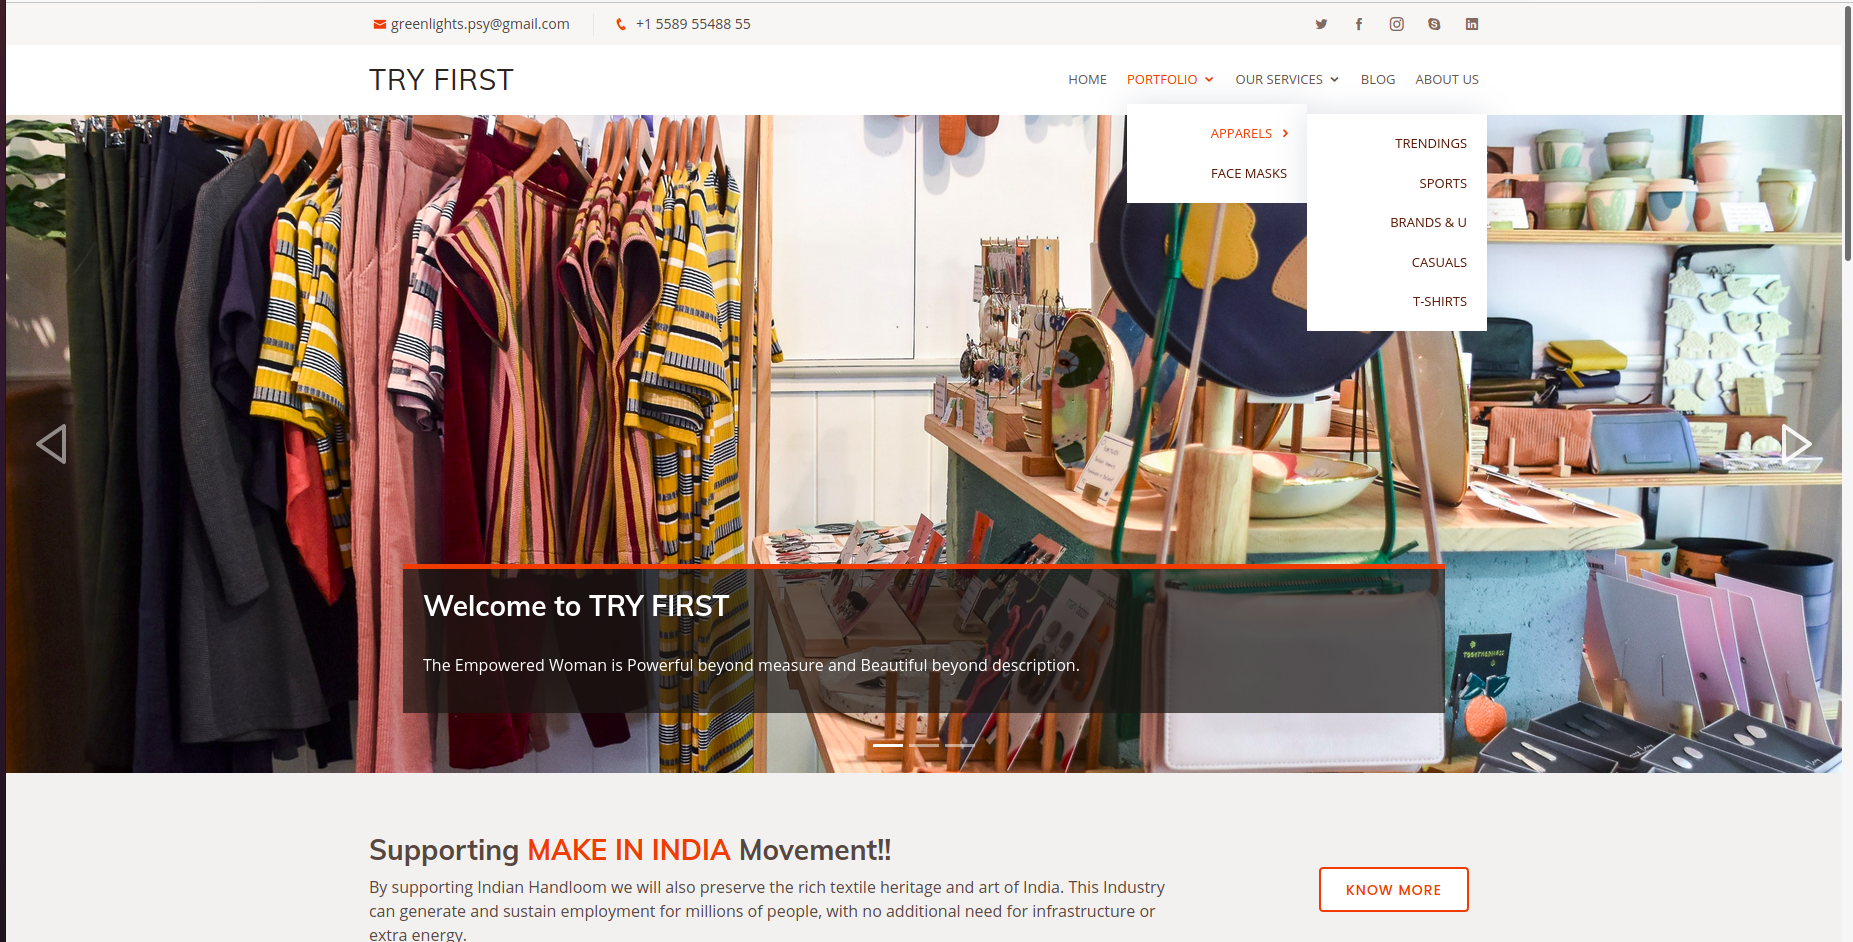 greenlights.psy@gmail.com
+1 5589 55488 55
TRY FIRST
HOME
PORTFOLIO
OUR SERVICES
BLOG
ABOUT US
APPARELS
FACE MASKS
TRENDINGS
SPORTS
BRANDS & U
CASUALS
T-SHIRTS
Welcome to TRY FIRST
The Empowered Woman is Powerful beyond measure and Beautiful beyond description.
Supporting MAKE IN INDIA Movement!!
By supporting Indian Handloom we will also preserve the rich textile heritage and art of India. This Industry
can generate and sustain employment for millions of people, with no additional need for infrastructure or
extra energy.
KNOW MORE